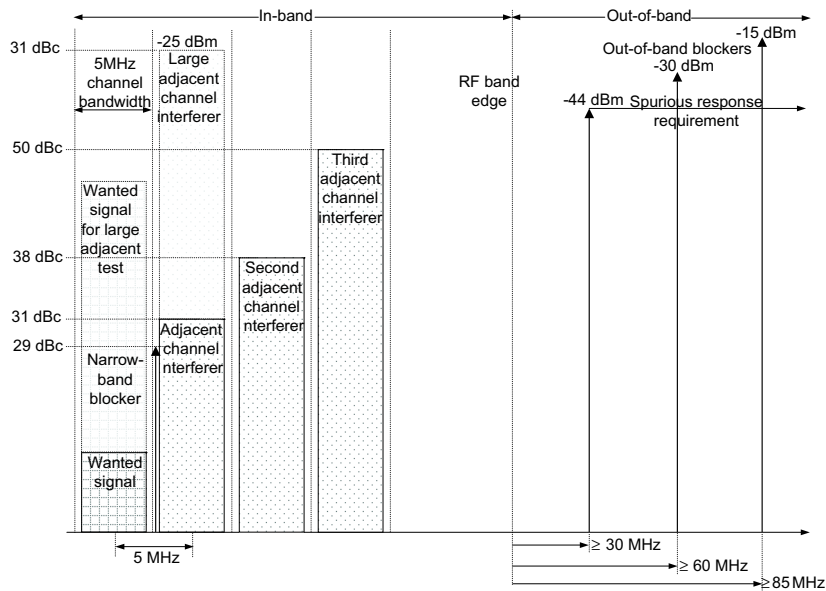 In-band
Out-of-band
31 dBc
-25 dBm
Large
adjacent
channel
interferer
5MHz
channel
bandwidth
RF band
edge
-15 dBm
Out-of-band blockers
-30 dBm
-44 dBm
Spurious response
requirement
50 dBc
Third
adjacent
channel
interferer
Wanted
signal
for large
adjacent
test
38 dBc
Second
adjacent
channel
nterferer
31 dBc
Adjacent
channel
nterferer
29 dBc
Narrow-
band
blocker
Wanted
signal
5 MHz
≥ 30 MHz
≥ 60 MHz
≥85MHz